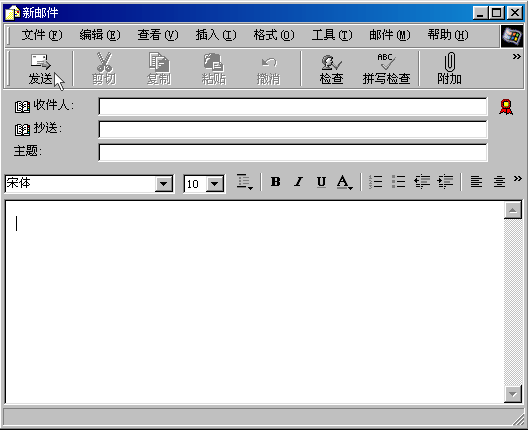 新邮件
文件(F) 编辑(E) 查看(V) 插入(I) 格式(O) 工具(T) 邮件(M) 帮助(H)
ABC
发送 剪切 复制 粘贴 撤消 检查 拼写检查 附加 »
收件人:
抄送:
主题:
宋体 10 B I U A »